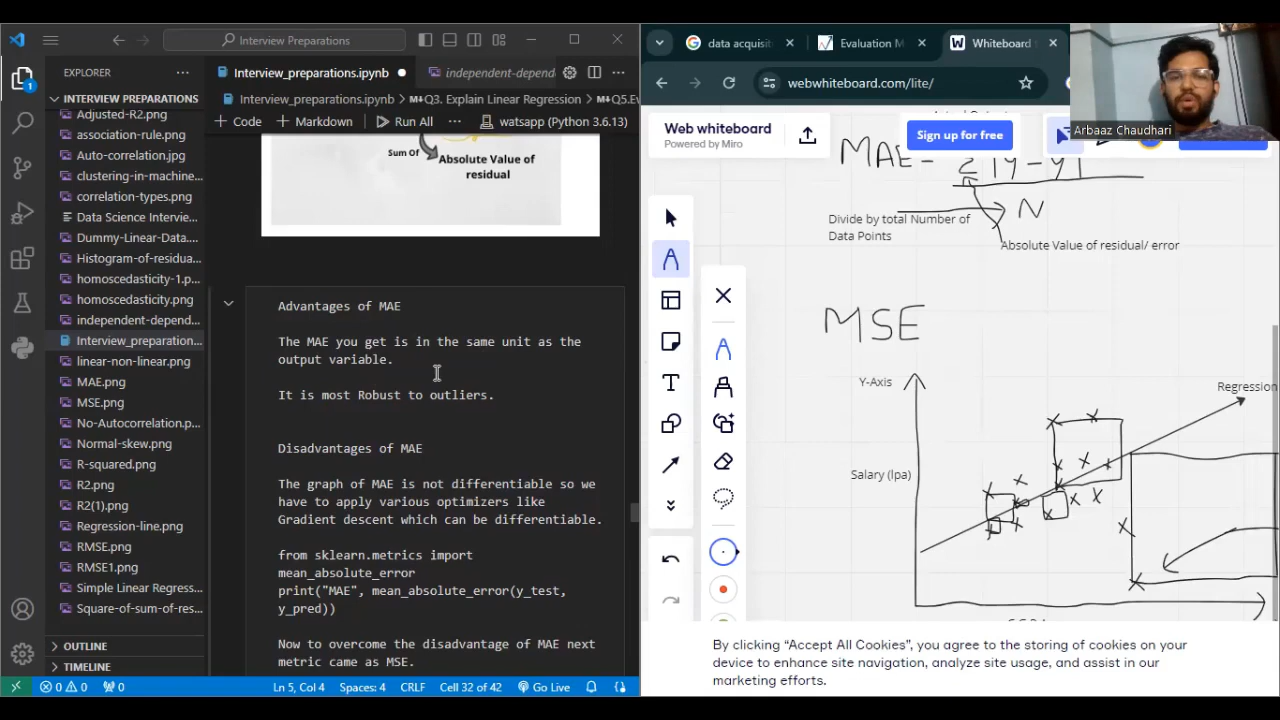 Interview Preparations
EXPLORER
INTERVIEW PREPARATIONS
Adjusted-R2.png
association-rule.png
Auto-correlation.jpg
clustering-in-machine...
correlation-types.png
Data Science Intervie...
Dummy-Linear-Data....
Histogram-of-residua...
homoscedasticity-1.p...
homoscedasticity.png
independent-depend...
Interview_preparation...
linear-non-linear.png
MAE.png
MSE.png
No-Autocorrelation.p...
Normal-skew.png
R-squared.png
R2.png
R2(1).png
Regression-line.png
RMSE.png
RMSE1.png
Simple Linear Regress...
Square-of-sum-of-res...
OUTLINE
TIMELINE
Interview_preparations.ipynb
independent-depend
Interview_preparations.ipynb > M↓Q3. Explain Linear Regression > M↓Q5.Ev
+ Code + Markdown Run All ... watsapp (Python 3.6.13)
Sum Of
Absolute Value of
residual
Advantages of MAE
The MAE you get is in the same unit as the
output variable.
It is most Robust to outliers.
Disadvantages of MAE
The graph of MAE is not differentiable so we
have to apply various optimizers like
Gradient descent which can be differentiable.
from sklearn.metrics import
mean_absolute_error
print("MAE", mean_absolute_error(y_test,
y_pred))
Now to overcome the disadvantage of MAE next
metric came as MSE.
0 0 0 Ln 5, Col 4 Spaces: 4 CRLF Cell 32 of 42 Go Live
data acquisit
Evaluation M
Whiteboard
webwhiteboard.com/lite/
Arbaaz Chaudhari
Web whiteboard
Powered by Miro
Sign up for free
MAE = Σ|y - y|
N
Divide by total Number of
Data Points
Absolute Value of residual/ error
MSE
Y-Axis
Regression
Salary (lpa)
By clicking “Accept All Cookies”, you agree to the storing of cookies on your
device to enhance site navigation, analyze site usage, and assist in our
marketing efforts.